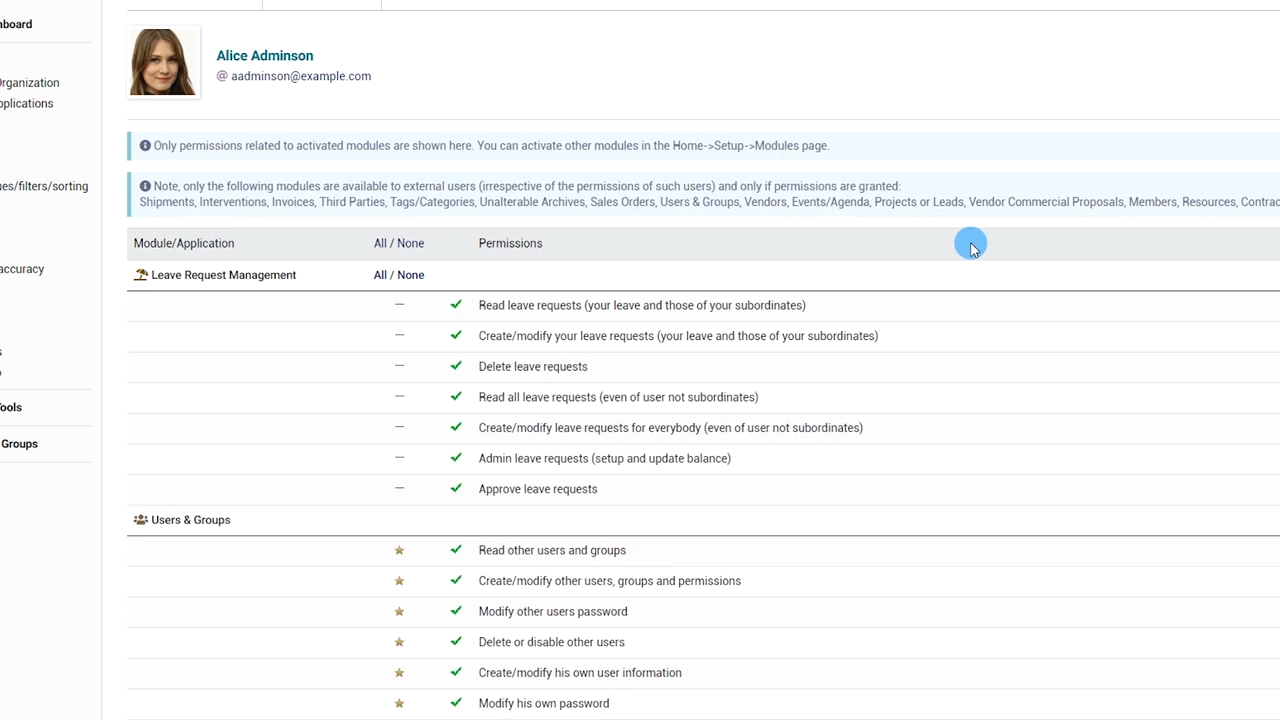 board
Alice Adminson
@ aadminson@example.com
Organization
pplications
Only permissions related to activated modules are shown here. You can activate other modules in the Home->Setup->Modules page.
ues/filters/sorting
Note, only the following modules are available to external users (irrespective of the permissions of such users) and only if permissions are granted:
Shipments, Interventions, Invoices, Third Parties, Tags/Categories, Unalterable Archives, Sales Orders, Users & Groups, Vendors, Events/Agenda, Projects or Leads, Vendor Commercial Proposals, Members, Resources, Contrac
Module/Application All / None Permissions
accuracy
Leave Request Management All / None
Read leave requests (your leave and those of your subordinates)
Create/modify your leave requests (your leave and those of your subordinates)
Delete leave requests
Read all leave requests (even of user not subordinates)
Tools
Create/modify leave requests for everybody (even of user not subordinates)
Groups
Admin leave requests (setup and update balance)
Approve leave requests
Users & Groups
Read other users and groups
Create/modify other users, groups and permissions
Modify other users password
Delete or disable other users
Create/modify his own user information
Modify his own password